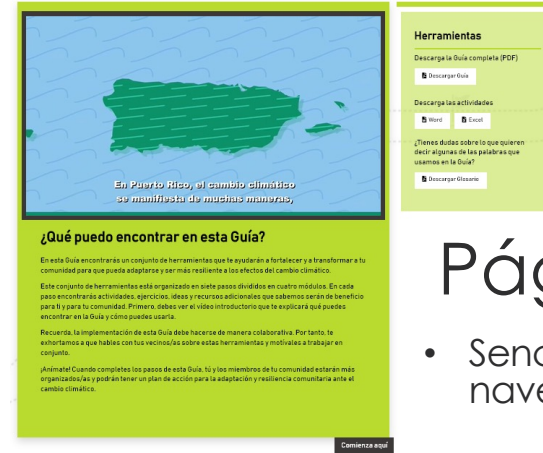 En Puerto Rico, el cambio climático
se manifiesta de muchas maneras,
¿Qué puedo encontrar en esta Guía?
En esta Guía encontrarás un conjunto de herramientas que te ayudarán a fortalecer y a transformar a tu
comunidad para que pueda adaptarse y ser más resiliente a los efectos del cambio climático.
Este conjunto de herramientas está organizado en siete pasos divididos en cuatro módulos. En cada
paso encontrarás actividades, ejercicios, ideas y recursos adicionales que sabemos serán de beneficio
para ti y para tu comunidad. Primero, debes ver el vídeo introductorio que te explicará qué puedes
encontrar en la Guía y cómo puedes usarla.
Recuerda, la implementación de esta Guía debe hacerse de manera colaborativa. Por tanto, te
exhortamos a que hables con tus vecinos/as sobre estas herramientas y motívales a trabajar en
conjunto.
¡Anímate! Cuando completes los pasos de esta Guía, tú y los miembros de tu comunidad estarán más
organizados/as y podrán tener un plan de acción para la adaptación y resiliencia comunitaria ante el
cambio climático.
Comienza aquí
Herramientas
Descarga la Guía completa (PDF)
Descargar Guía
Descarga las actividades
Word Excel
¿Tienes dudas sobre lo que quieren
decir algunas de las palabras que
usamos en la Guía?
Descargar Glosario
Pág
• Senc
nave